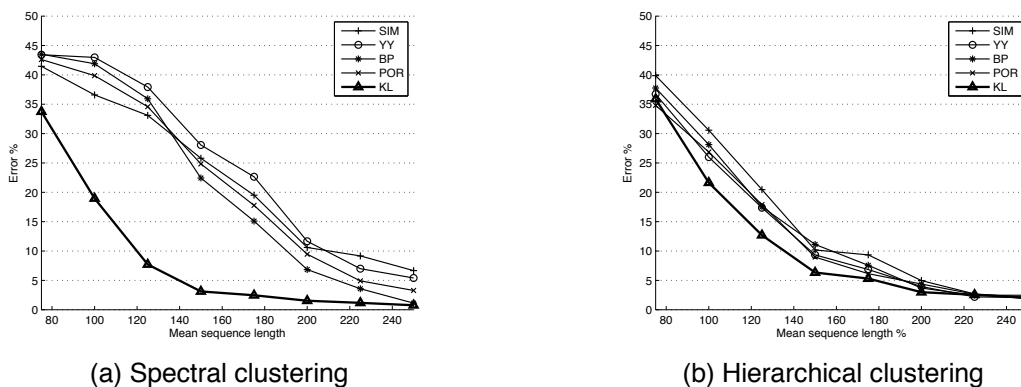 50
45
40
35
30
25
20
15
10
5
0
Error %
80 100 120 140 160 180 200 220 240
Mean sequence length
SIM
YY
BP
POR
KL
(a) Spectral clustering
50
45
40
35
30
25
20
15
10
5
0
Error %
80 100 120 140 160 180 200 220 240
Mean sequence length %
SIM
YY
BP
POR
KL
(b) Hierarchical clustering